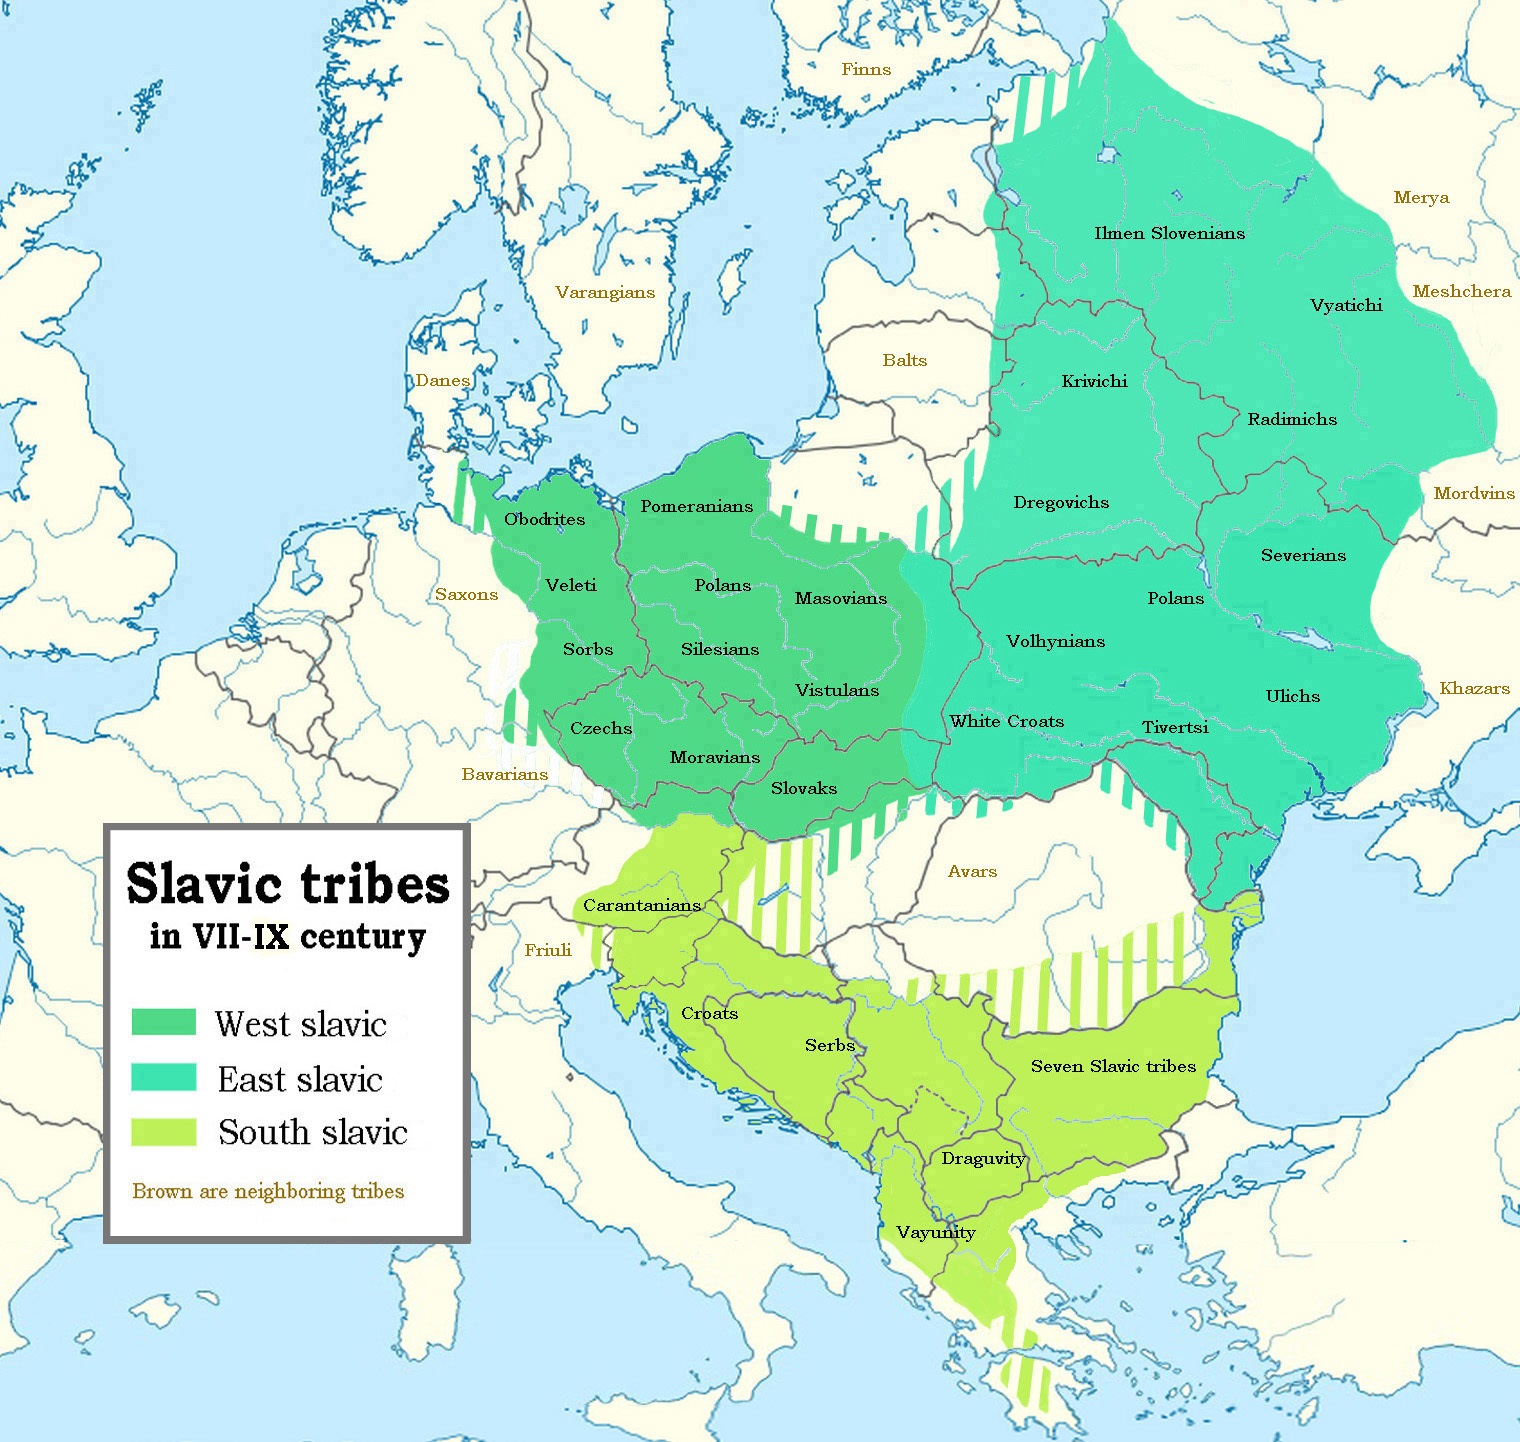 Finns
Merya
Ilmen Slovenians
Varangians
Meshchera
Vyatichi
Balts
Danes
Krivichi
Radimichs
Mordvins
Pomeranians
Dregovichs
Obodrites
Severians
Veleti
Polans
Saxons
Masovians
Polans
Volhynians
Sorbs
Silesians
Vistulans
Khazars
Ulichs
White Croats
Czechs
Tivertsi
Moravians
Bavarians
Slovaks
Avars
Carantanians
Friuli
Croats
Serbs
Seven Slavic tribes
Draguvity
Vayunity
Slavic tribes
in VII-IX century
West slavic
East slavic
South slavic
Brown are neighboring tribes